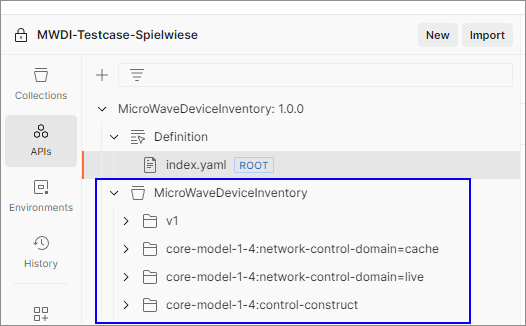 MWDI-Testcase-Spielwiese
New
Import
Collections
APIs
Environments
History
MicroWaveDeviceInventory: 1.0.0
Definition
index.yaml ROOT
MicroWaveDeviceInventory
v1
core-model-1-4:network-control-domain=cache
core-model-1-4:network-control-domain=live
core-model-1-4:control-construct